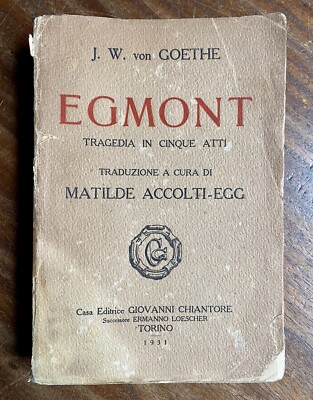 J. W. von GOETHE
EGMONT
TRAGEDIA IN CINQUE ATTI
TRADUZIONE A CURA DI
MATILDE ACCOLTI-EGG
Casa Editrice GIOVANNI CHIANTORE
Successore ERMANNO LOESCHER
TORINO
1931